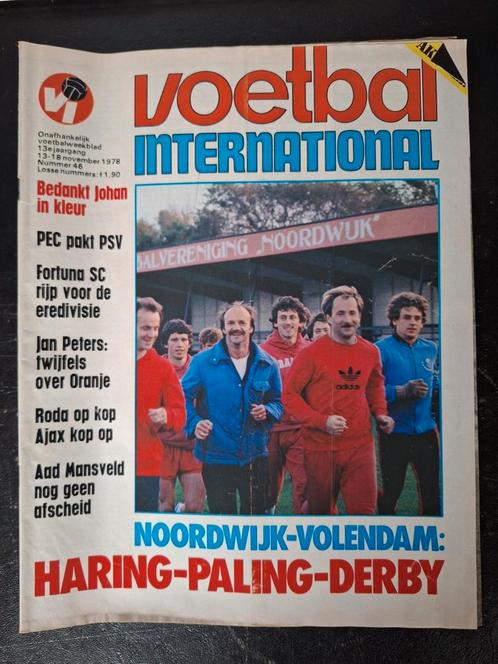 VI
voetbal
INTERNATIONAL
Onafhankelijk
voetbalweekblad
13e jaargang
13-18 november 1978
Nummer 46
Losse nummers: f 1,90
Bedankt Johan
in kleur
PEC pakt PSV
Fortuna SC
rijp voor de
eredivisie
Jan Peters:
twijfels
over Oranje
Roda op kop
Ajax kop op
Aad Mansveld
nog geen
afscheid
BALVERENIGING „NOORDWIJK"
adidas
NOORDWIJK-VOLENDAM:
HARING-PALING-DERBY